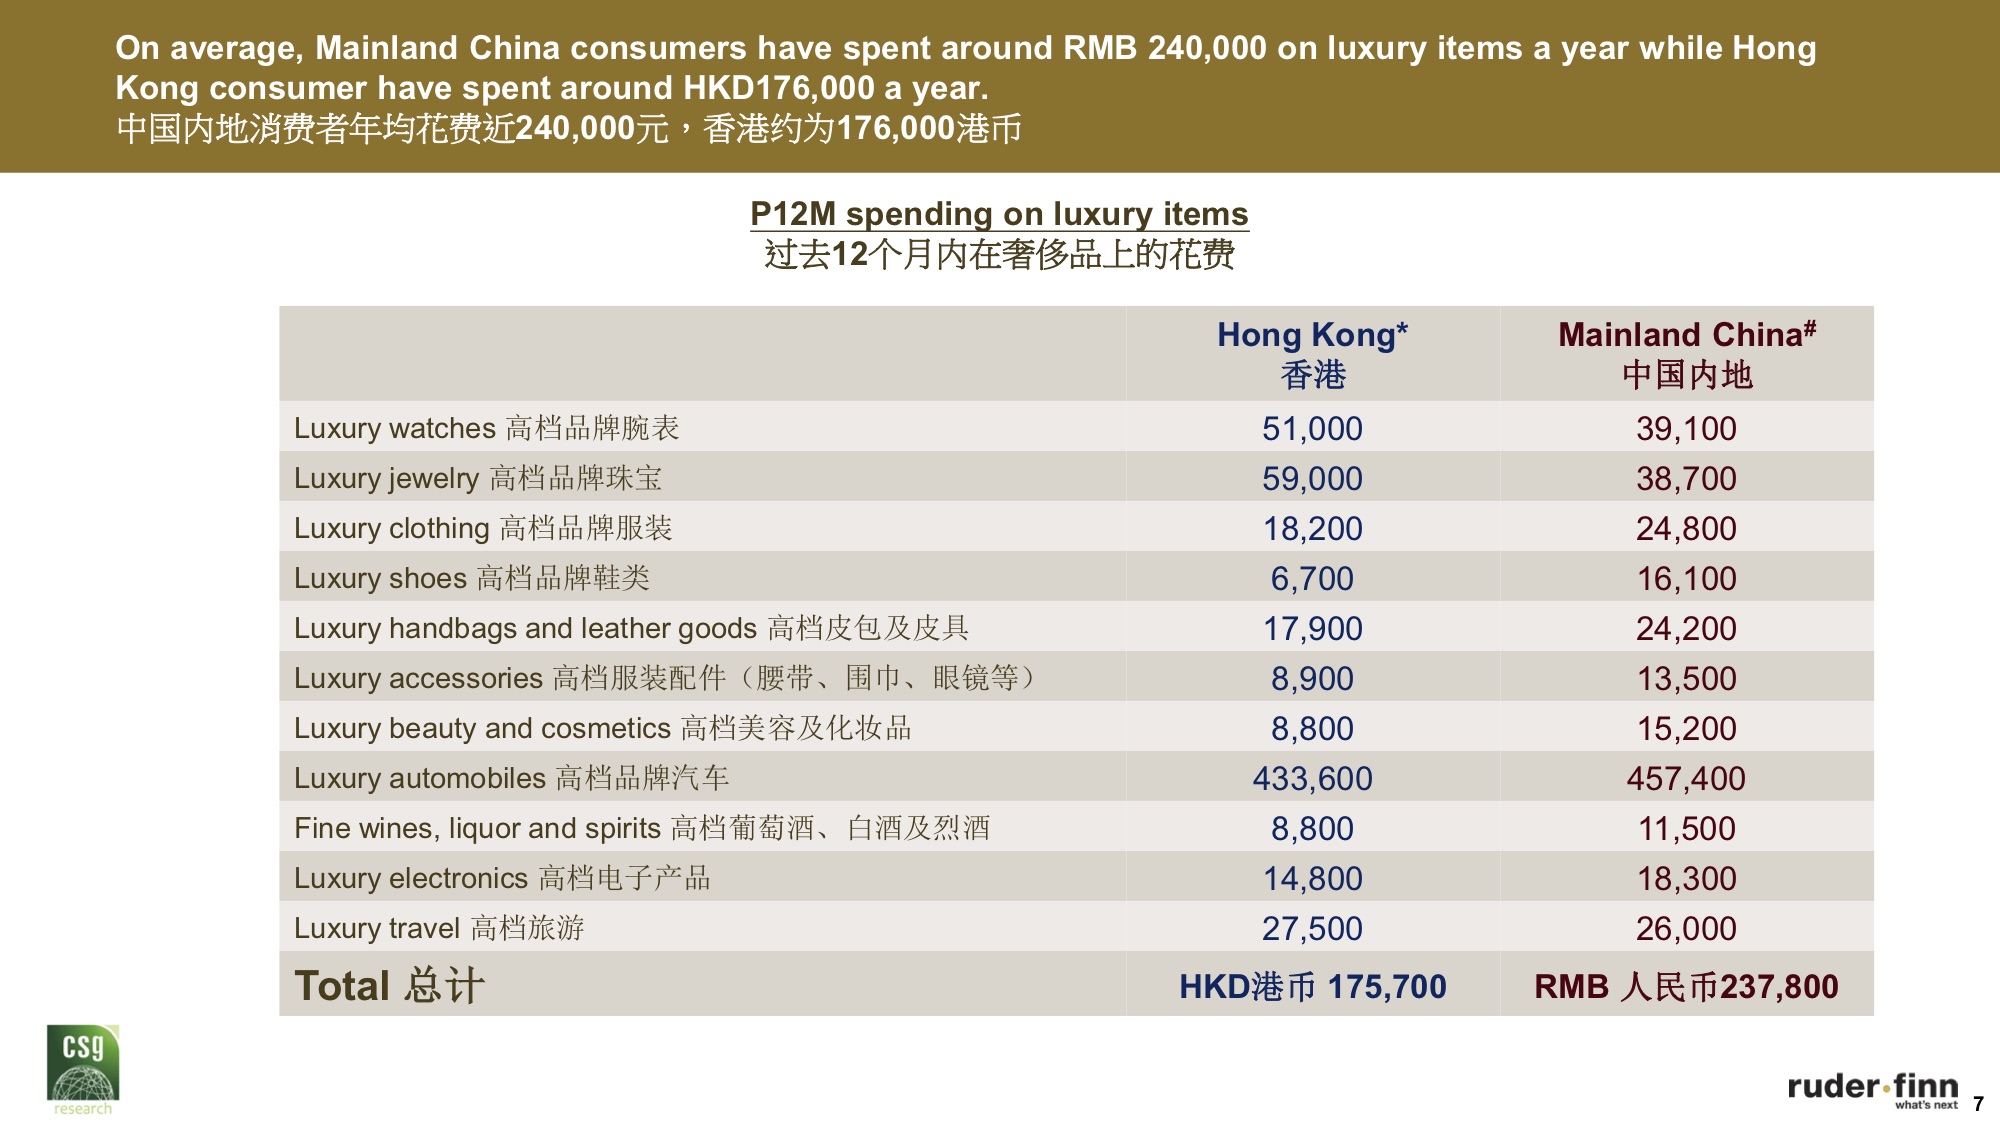 On average, Mainland China consumers have spent around RMB 240,000 on luxury items a year while Hong
Kong consumer have spent around HKD176,000 a year.
中国内地消费者年均花费近240,000元，香港约为176,000港币
P12M spending on luxury items
过去12个月内在奢侈品上的花费
Hong Kong* Mainland China#
香港 中国内地
Luxury watches 高档品牌腕表 51,000 39,100
Luxury jewelry 高档品牌珠宝 59,000 38,700
Luxury clothing 高档品牌服装 18,200 24,800
Luxury shoes 高档品牌鞋类 6,700 16,100
Luxury handbags and leather goods 高档皮包及皮具 17,900 24,200
Luxury accessories 高档服装配件（腰带、围巾、眼镜等） 8,900 13,500
Luxury beauty and cosmetics 高档美容及化妆品 8,800 15,200
Luxury automobiles 高档品牌汽车 433,600 457,400
Fine wines, liquor and spirits 高档葡萄酒、白酒及烈酒 8,800 11,500
Luxury electronics 高档电子产品 14,800 18,300
Luxury travel 高档旅游 27,500 26,000
Total 总计 HKD港币 175,700 RMB 人民币237,800
csg
research
ruder·finn
what's next
7